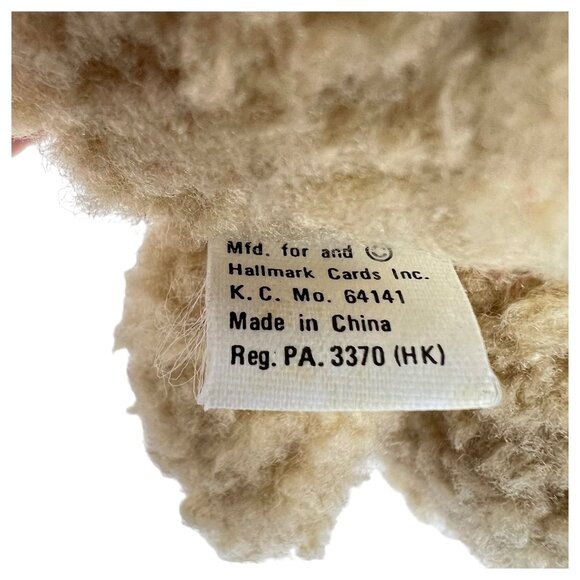 Mfd. for and ©
Hallmark Cards Inc.
K. C. Mo. 64141
Made in China
Reg. PA. 3370 (HK)